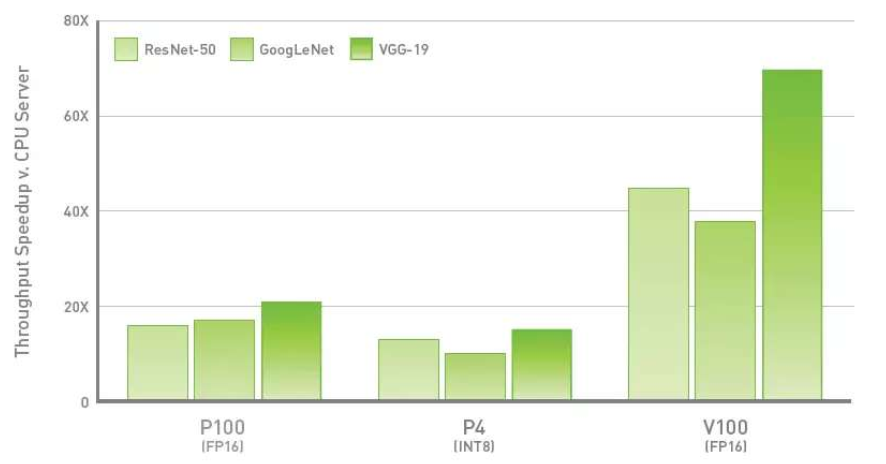 80X
ResNet-50 GoogLeNet VGG-19
60X
40X
20X
0
Throughput Speedup v. CPU Server
P100 P4 V100
(FP16) (INT8) (FP16)